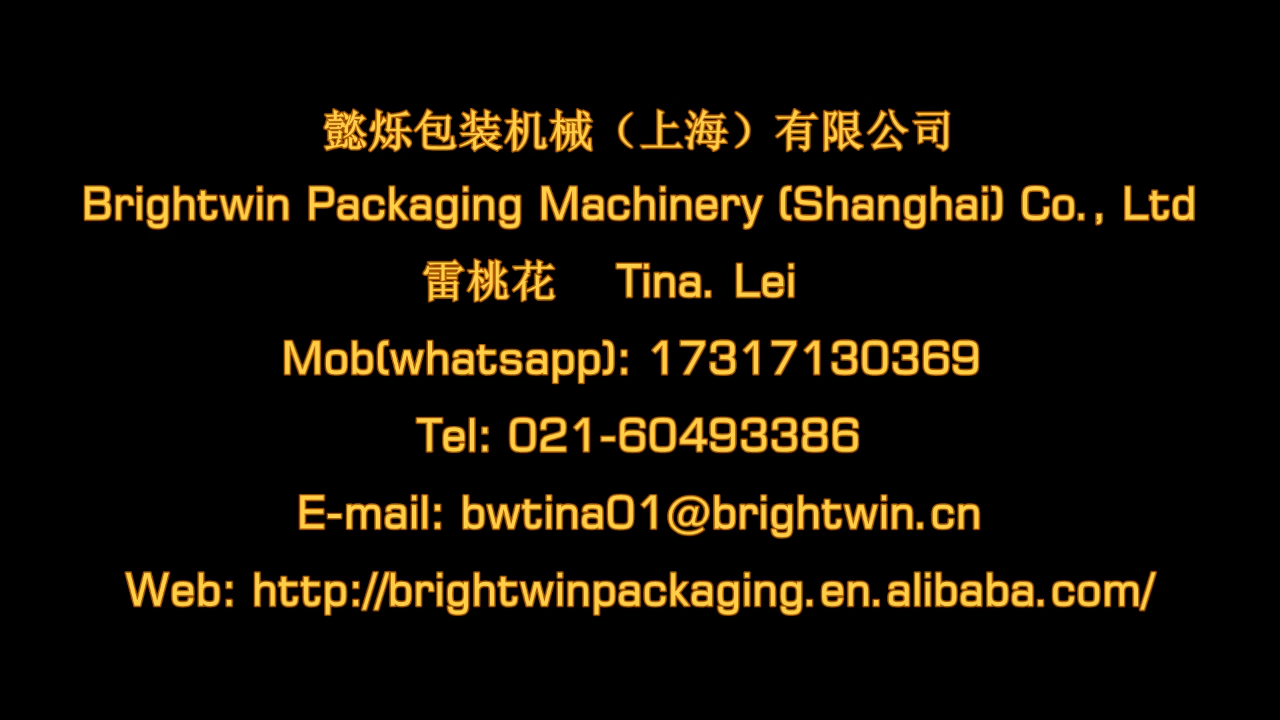 懿烁包装机械（上海）有限公司
Brightwin Packaging Machinery (Shanghai) Co., Ltd
雷桃花 Tina. Lei
Mob(whatsapp): 17317130369
Tel: 021-60493386
E-mail: bwtina01@brightwin.cn
Web: http://brightwinpackaging.en.alibaba.com/